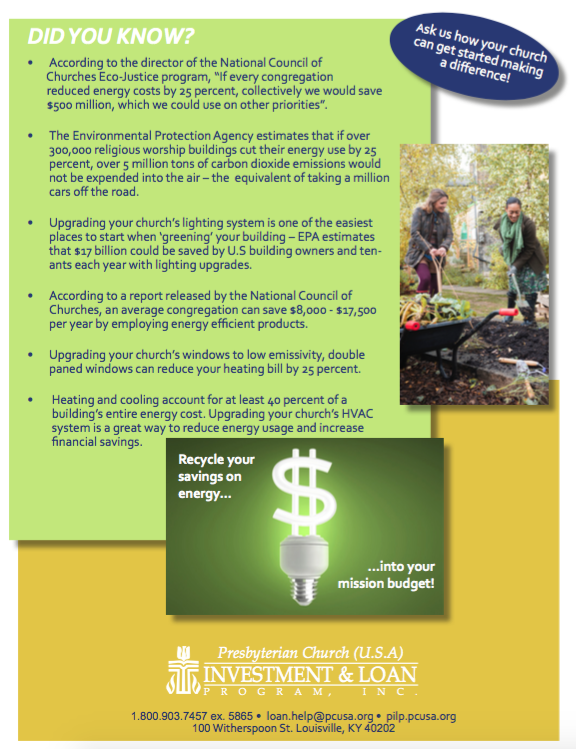 DID YOU KNOW?
Ask us how your church
can get started making
a difference!
• According to the director of the National Council of
Churches Eco-Justice program, “If every congregation
reduced energy costs by 25 percent, collectively we would save
$500 million, which we could use on other priorities”.
• The Environmental Protection Agency estimates that if over
300,000 religious worship buildings cut their energy use by 25
percent, over 5 million tons of carbon dioxide emissions would
not be expended into the air – the equivalent of taking a million
cars off the road.
• Upgrading your church’s lighting system is one of the easiest
places to start when ‘greening’ your building – EPA estimates
that $17 billion could be saved by U.S building owners and ten-
ants each year with lighting upgrades.
• According to a report released by the National Council of
Churches, an average congregation can save $8,000 - $17,500
per year by employing energy efficient products.
• Upgrading your church’s windows to low emissivity, double
paned windows can reduce your heating bill by 25 percent.
• Heating and cooling account for at least 40 percent of a
building’s entire energy cost. Upgrading your church’s HVAC
system is a great way to reduce energy usage and increase
financial savings.
Recycle your
savings on
energy...
$
...into your
mission budget!
Presbyterian Church (U.S.A)
INVESTMENT & LOAN
PROGRAM, INC.
1.800.903.7457 ex. 5865 • loan.help@pcusa.org • pilp.pcusa.org
100 Witherspoon St. Louisville, KY 40202